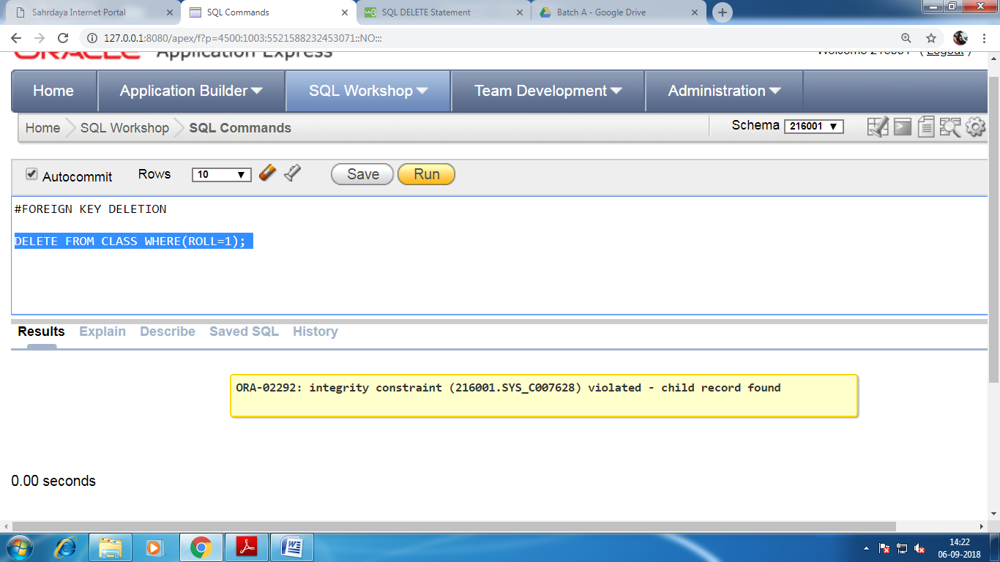 Sahrdaya Internet Portal
SQL Commands
SQL DELETE Statement
Batch A - Google Drive
127.0.0.1:8080/apex/f?p=4500:1003:5521588232453071::NO:::
ORACLE Application Express
Welcome 216001 (Logout)
Home
Application Builder
SQL Workshop
Team Development
Administration
Home
SQL Workshop
SQL Commands
Schema
216001
Autocommit
Rows
10
Save
Run
#FOREIGN KEY DELETION
DELETE FROM CLASS WHERE(ROLL=1);
Results
Explain
Describe
Saved SQL
History
ORA-02292: integrity constraint (216001.SYS_C007628) violated - child record found
0.00 seconds
14:22
06-09-2018